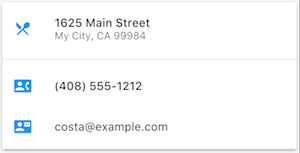 1625 Main Street
My City, CA 99984
(408) 555-1212
costa@example.com